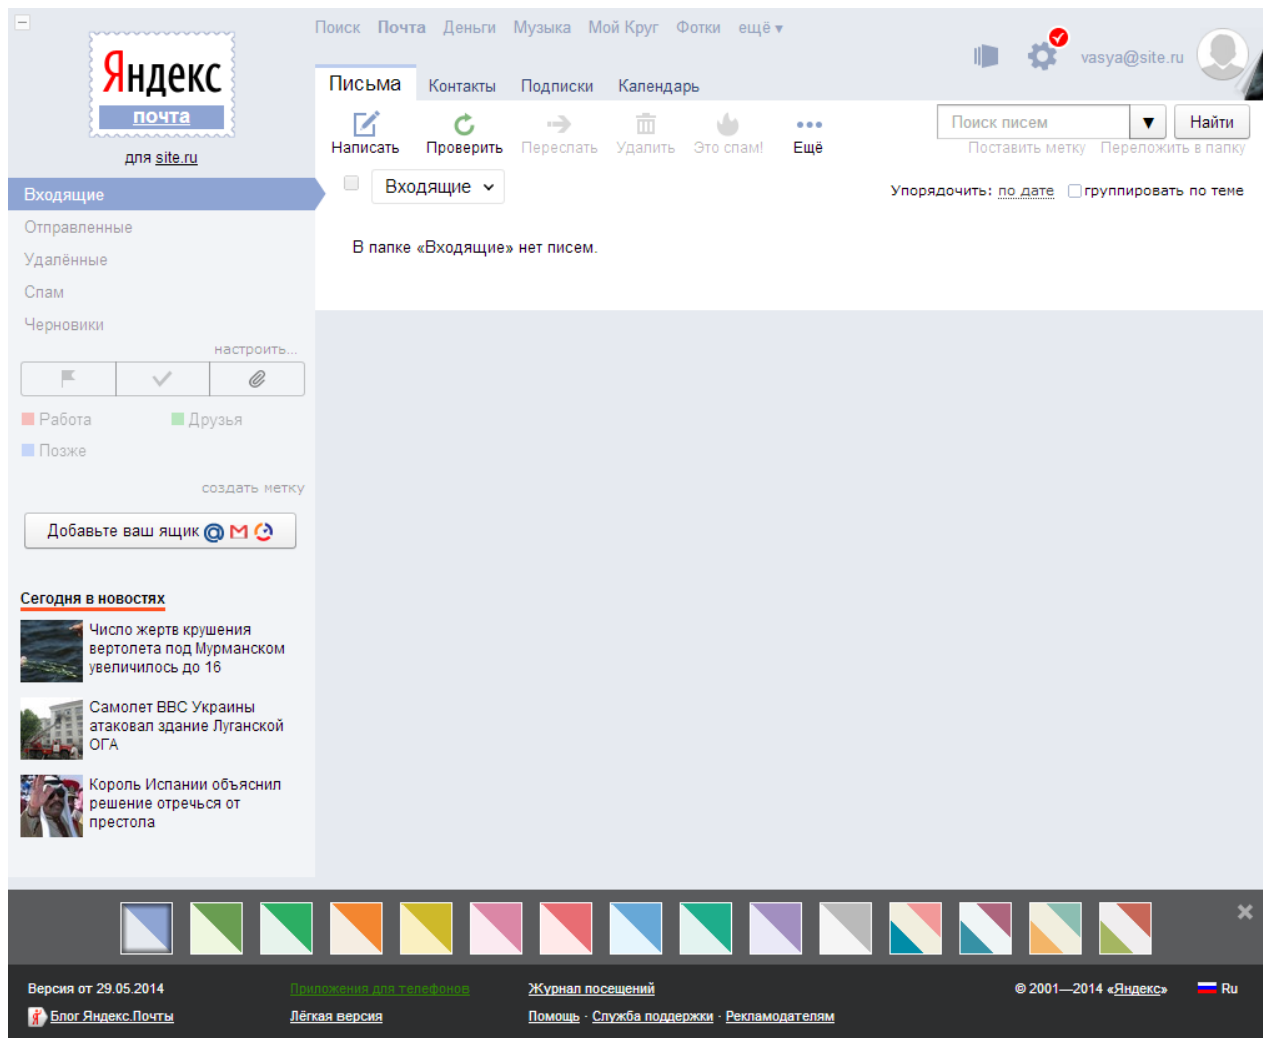 Поиск Почта Деньги Музыка Мой Круг Фотки ещё ▾
vasya@site.ru
Яндекс
почта
для site.ru
Письма Контакты Подписки Календарь
Написать Проверить Переслать Удалить Это спам! Ещё
Поиск писем ▼ Найти
Поставить метку Переложить в папку
Входящие
Упорядочить: по дате группировать по теме
В папке «Входящие» нет писем.
Входящие
Отправленные
Удалённые
Спам
Черновики
настроить...
Работа Друзья
Позже
создать метку
Добавьте ваш ящик
Сегодня в новостях
Число жертв крушения
вертолета под Мурманском
увеличилось до 16
Самолет ВВС Украины
атаковал здание Луганской
ОГА
Король Испании объяснил
решение отречься от
престола
Версия от 29.05.2014 Приложения для телефонов Журнал посещений © 2001—2014 «Яндекс» Ru
Блог Яндекс.Почты Лёгкая версия Помощь · Служба поддержки · Рекламодателям